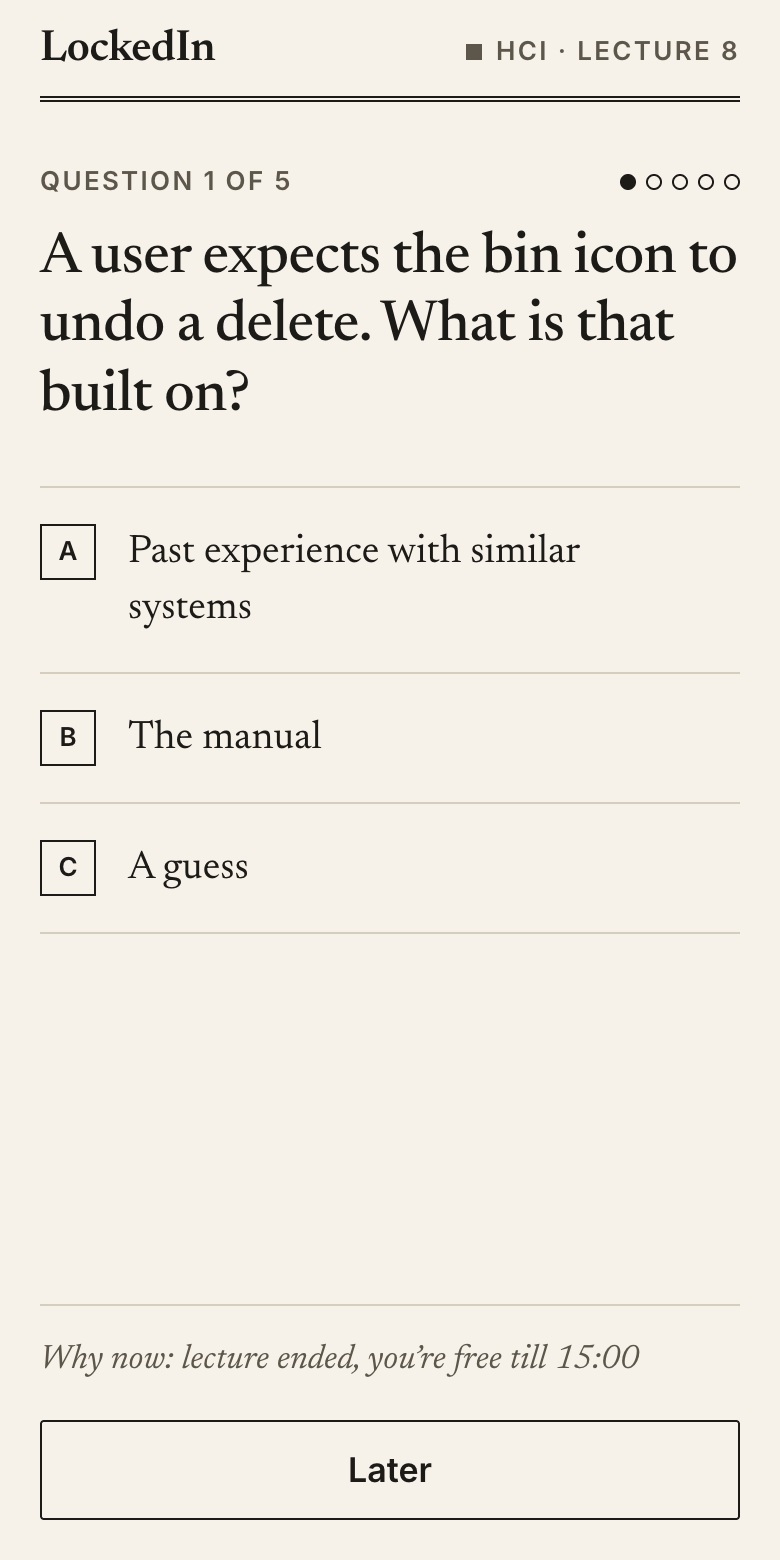 LockedIn
HCI · LECTURE 8
QUESTION 1 OF 5
A user expects the bin icon to
undo a delete. What is that
built on?
A Past experience with similar
systems
B The manual
C A guess
Why now: lecture ended, you’re free till 15:00
Later